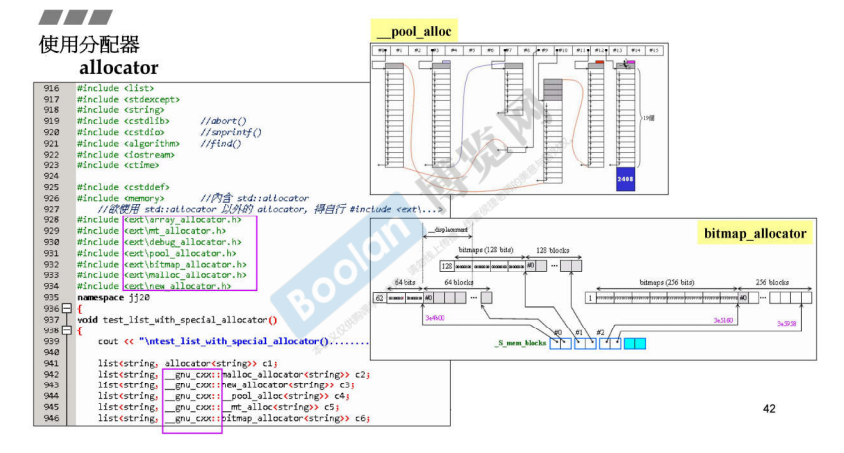 使用分配器
allocator
916 #include <list>
917 #include <stdexcept>
918 #include <string>
919 #include <cstdlib> //abort()
920 #include <cstdio> //snprintf()
921 #include <algorithm> //find()
922 #include <iostream>
923 #include <ctime>
924
925 #include <cstddef>
926 #include <memory> //內含 std::allocator
927 //欲使用 std::allocator 以外的 allocator, 得自行 #include <ext\...>
928 #include <ext\array_allocator.h>
929 #include <ext\mt_allocator.h>
930 #include <ext\debug_allocator.h>
931 #include <ext\pool_allocator.h>
932 #include <ext\bitmap_allocator.h>
933 #include <ext\malloc_allocator.h>
934 #include <ext\new_allocator.h>
935 namespace jj20
936 {
937 void test_list_with_special_allocator()
938 {
939 cout << "\ntest_list_with_special_allocator().........
940
941 list<string, allocator<string>> c1;
942 list<string, __gnu_cxx::malloc_allocator<string>> c2;
943 list<string, __gnu_cxx::new_allocator<string>> c3;
944 list<string, __gnu_cxx::__pool_alloc<string>> c4;
945 list<string, __gnu_cxx::__mt_alloc<string>> c5;
946 list<string, __gnu_cxx::bitmap_allocator<string>> c6;
__pool_alloc
#0 #1 #2 #3 #4 #5 #6 #7 #8 #9 #10 #11 #12 #13 #14 #15
19個
2408
bitmap_allocator
__displacement
bitmaps (128 bits) 128 blocks
128 #0 ...
64 bits 64 blocks
62 #0 ...
bitmaps (256 bits) 256 blocks
1 #0 ...
3e4900
3e5160
3e5958
#0 #1 #2
_S_mem_blocks
Boolan 博览网
42